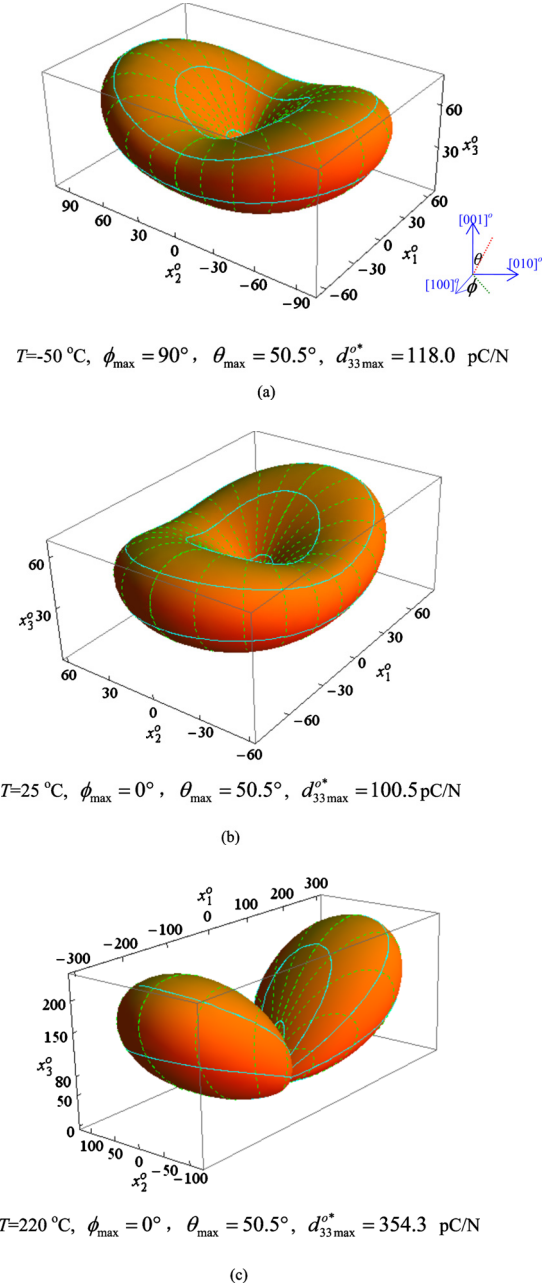 60
30
x₃ᵒ
90
60
30
0
−30
−60
−90
x₂ᵒ
−60
−30
0
30
60
x₁ᵒ
[001]ᵒ
θ
[010]ᵒ
[100]ᵒ
ϕ
T=-50 °C, ϕmax = 90°, θmax = 50.5°, d33maxᵒ* = 118.0 pC/N
(a)
60
30
x₃ᵒ
60
30
0
−30
−60
x₂ᵒ
−60
−30
0
30
60
x₁ᵒ
T=25 °C, ϕmax = 0°, θmax = 50.5°, d33maxᵒ* = 100.5 pC/N
(b)
x₁ᵒ
−300
−200
−100
0
100
200
300
200
150
80
50
0
x₃ᵒ
100
50
0
−50
−100
x₂ᵒ
T=220 °C, ϕmax = 0°, θmax = 50.5°, d33maxᵒ* = 354.3 pC/N
(c)